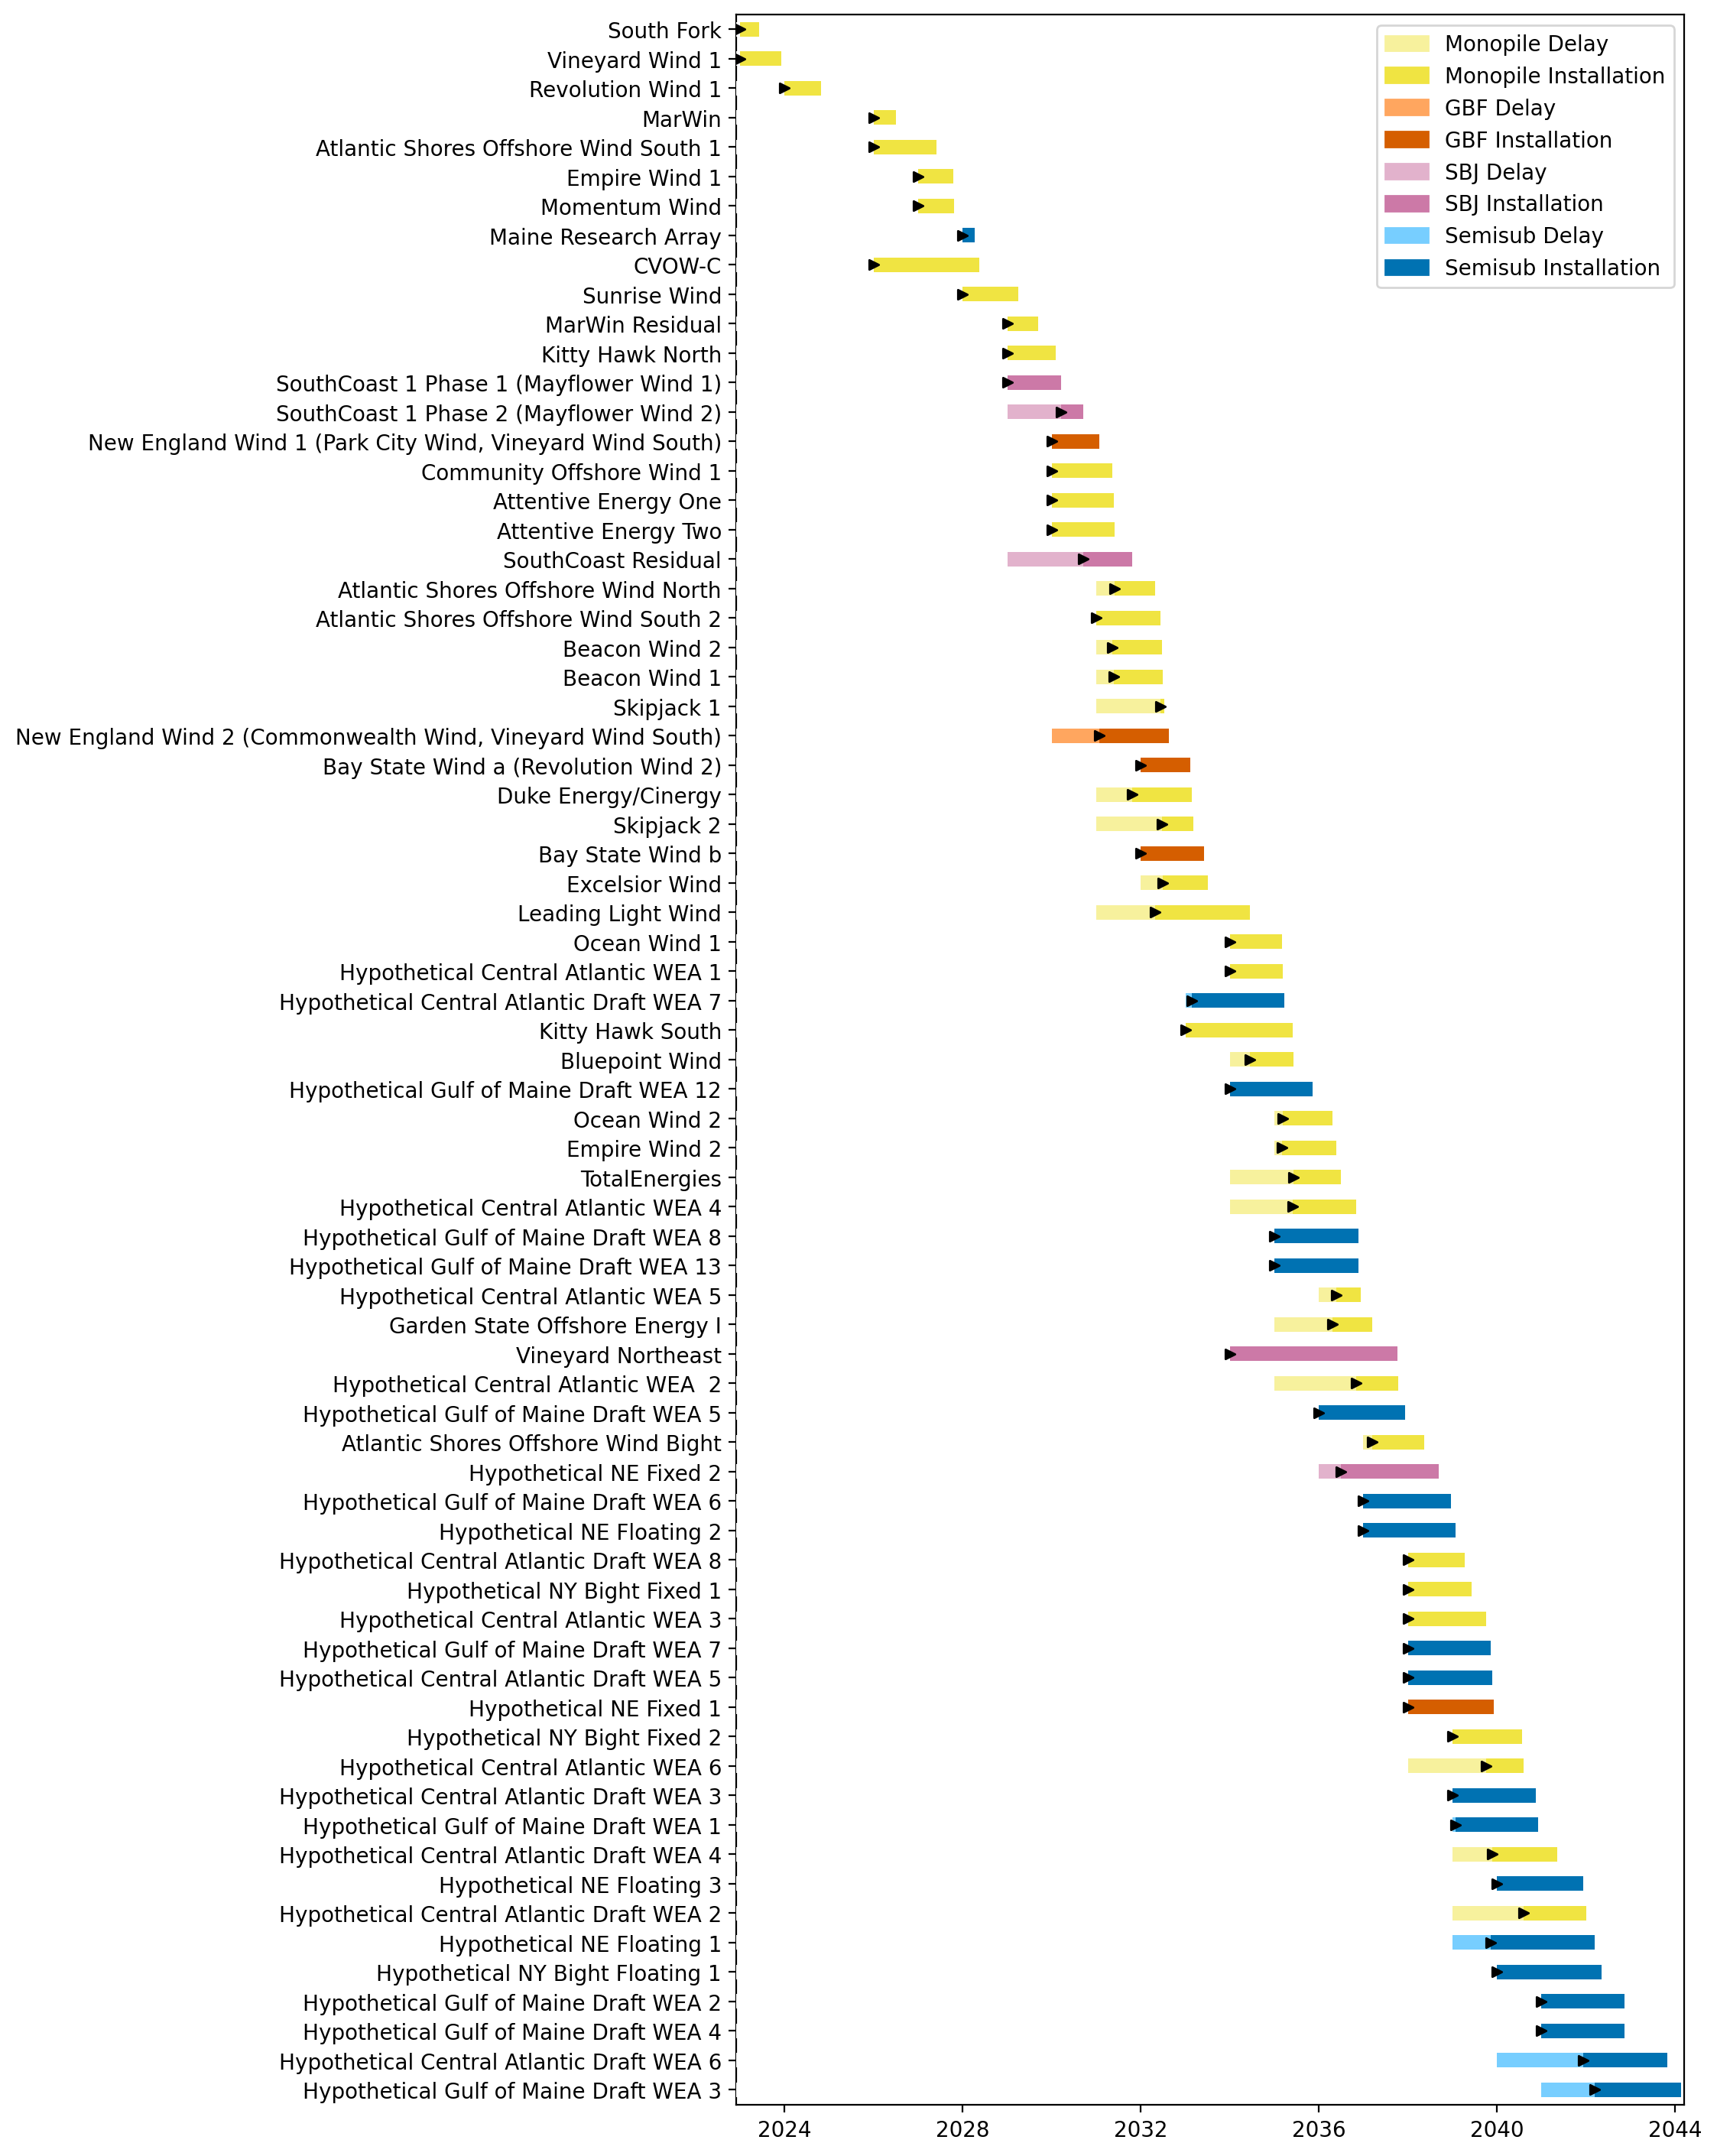 South Fork
Vineyard Wind 1
Revolution Wind 1
MarWin
Atlantic Shores Offshore Wind South 1
Empire Wind 1
Momentum Wind
Maine Research Array
CVOW-C
Sunrise Wind
MarWin Residual
Kitty Hawk North
SouthCoast 1 Phase 1 (Mayflower Wind 1)
SouthCoast 1 Phase 2 (Mayflower Wind 2)
New England Wind 1 (Park City Wind, Vineyard Wind South)
Community Offshore Wind 1
Attentive Energy One
Attentive Energy Two
SouthCoast Residual
Atlantic Shores Offshore Wind North
Atlantic Shores Offshore Wind South 2
Beacon Wind 2
Beacon Wind 1
Skipjack 1
New England Wind 2 (Commonwealth Wind, Vineyard Wind South)
Bay State Wind a (Revolution Wind 2)
Duke Energy/Cinergy
Skipjack 2
Bay State Wind b
Excelsior Wind
Leading Light Wind
Ocean Wind 1
Hypothetical Central Atlantic WEA 1
Hypothetical Central Atlantic Draft WEA 7
Kitty Hawk South
Bluepoint Wind
Hypothetical Gulf of Maine Draft WEA 12
Ocean Wind 2
Empire Wind 2
TotalEnergies
Hypothetical Central Atlantic WEA 4
Hypothetical Gulf of Maine Draft WEA 8
Hypothetical Gulf of Maine Draft WEA 13
Hypothetical Central Atlantic WEA 5
Garden State Offshore Energy I
Vineyard Northeast
Hypothetical Central Atlantic WEA  2
Hypothetical Gulf of Maine Draft WEA 5
Atlantic Shores Offshore Wind Bight
Hypothetical NE Fixed 2
Hypothetical Gulf of Maine Draft WEA 6
Hypothetical NE Floating 2
Hypothetical Central Atlantic Draft WEA 8
Hypothetical NY Bight Fixed 1
Hypothetical Central Atlantic WEA 3
Hypothetical Gulf of Maine Draft WEA 7
Hypothetical Central Atlantic Draft WEA 5
Hypothetical NE Fixed 1
Hypothetical NY Bight Fixed 2
Hypothetical Central Atlantic WEA 6
Hypothetical Central Atlantic Draft WEA 3
Hypothetical Gulf of Maine Draft WEA 1
Hypothetical Central Atlantic Draft WEA 4
Hypothetical NE Floating 3
Hypothetical Central Atlantic Draft WEA 2
Hypothetical NE Floating 1
Hypothetical NY Bight Floating 1
Hypothetical Gulf of Maine Draft WEA 2
Hypothetical Gulf of Maine Draft WEA 4
Hypothetical Central Atlantic Draft WEA 6
Hypothetical Gulf of Maine Draft WEA 3
Monopile Delay
Monopile Installation
GBF Delay
GBF Installation
SBJ Delay
SBJ Installation
Semisub Delay
Semisub Installation
2024 2028 2032 2036 2040 2044